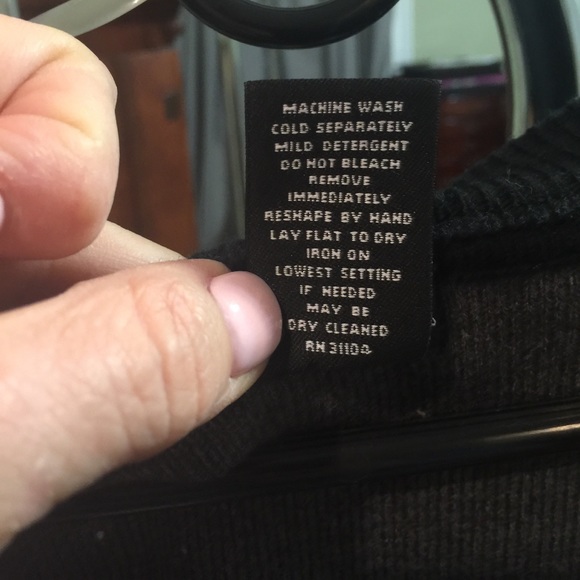 MACHINE WASH
COLD SEPARATELY
MILD DETERGENT
DO NOT BLEACH
REMOVE
IMMEDIATELY
RESHAPE BY HAND
LAY FLAT TO DRY
IRON ON
LOWEST SETTING
IF NEEDED
MAY BE
DRY CLEANED
RN 31104